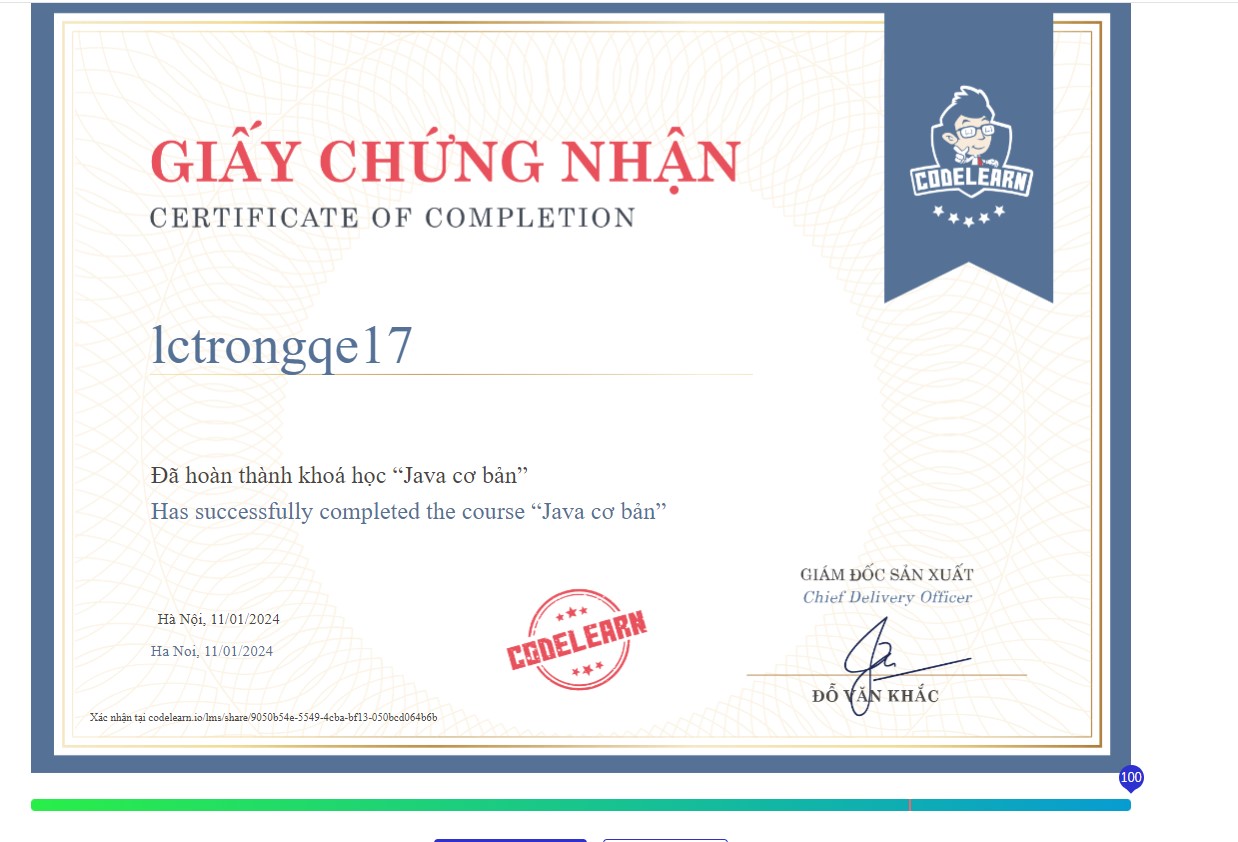 CODELEARN
GIẤY CHỨNG NHẬN
CERTIFICATE OF COMPLETION
lctrongqe17
Đã hoàn thành khoá học “Java cơ bản”
Has successfully completed the course “Java cơ bản”
GIÁM ĐỐC SẢN XUẤT
Chief Delivery Officer
Hà Nội, 11/01/2024
Ha Noi, 11/01/2024
CODELEARN
ĐỖ VĂN KHẮC
Xác nhận tại codelearn.io/lms/share/9050b54e-5549-4cba-bf13-050bcd064b6b
100